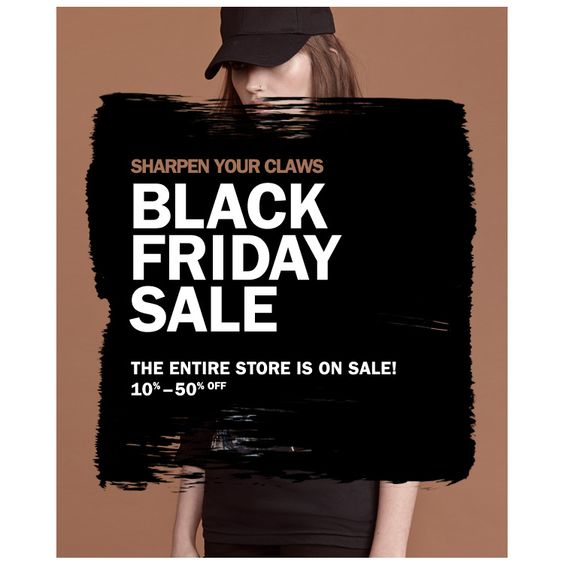 SHARPEN YOUR CLAWS
BLACK
FRIDAY
SALE
THE ENTIRE STORE IS ON SALE!
10%–50% OFF